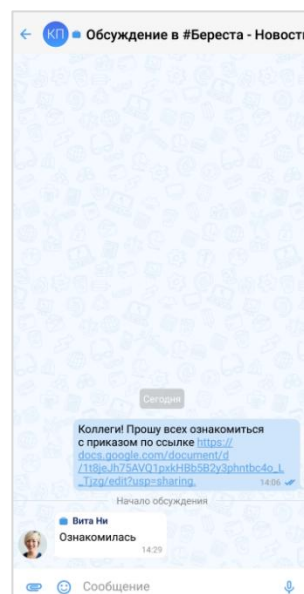 КП Обсуждение в #Береста - Новости
Сегодня
Коллеги! Прошу всех ознакомиться
с приказом по ссылке https://
docs.google.com/document/d
/1t8jeJh75AVQ1pxkHBb5B2y3phntbc4o_L
_Tjzg/edit?usp=sharing.
14:06
Начало обсуждения
Вита Ни
Ознакомилась
14:29
Сообщение